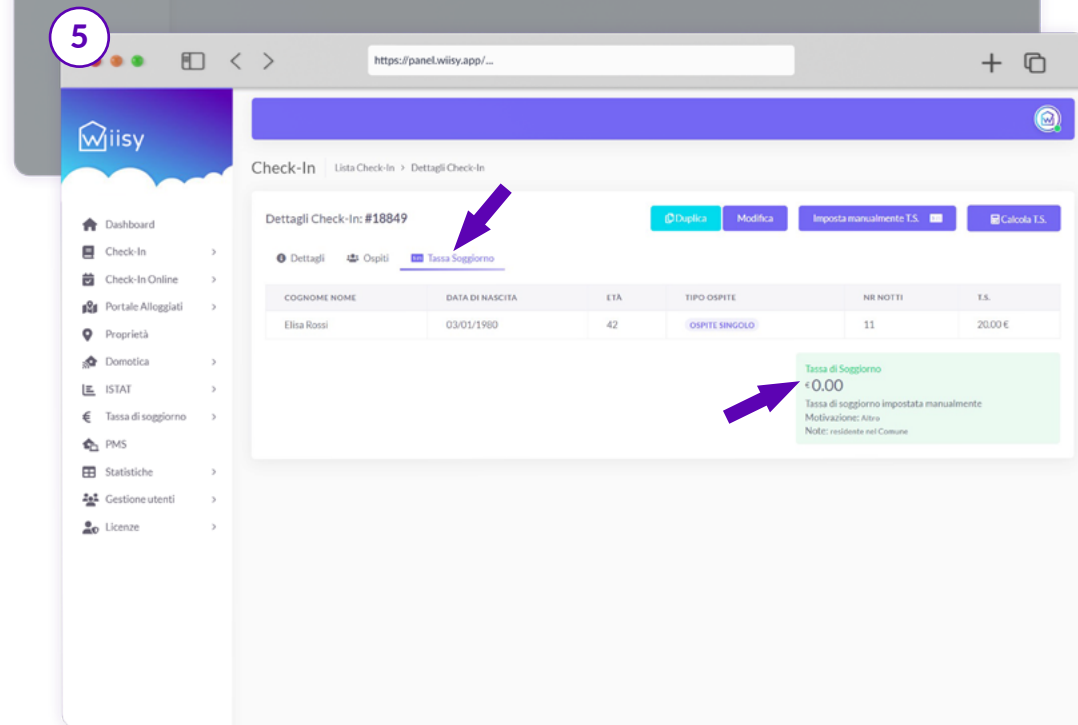 5
https://panel.wiisy.app/...
wiisy
Check-In Lista Check-In > Dettagli Check-In
Dettagli Check-In: #18849
Duplica Modifica Imposta manualmente T.S. Calcola T.S.
Dettagli Ospiti Tassa Soggiorno
COGNOME NOME DATA DI NASCITA ETÀ TIPO OSPITE NR NOTTI T.S.
Elisa Rossi 03/01/1980 42 OSPITE SINGOLO 11 20.00 €
Tassa di Soggiorno
€ 0.00
Tassa di soggiorno impostata manualmente
Motivazione: Altro
Note: residente nel Comune
Dashboard
Check-In
Check-In Online
Portale Alloggiati
Proprietà
Domotica
ISTAT
Tassa di soggiorno
PMS
Statistiche
Gestione utenti
Licenze